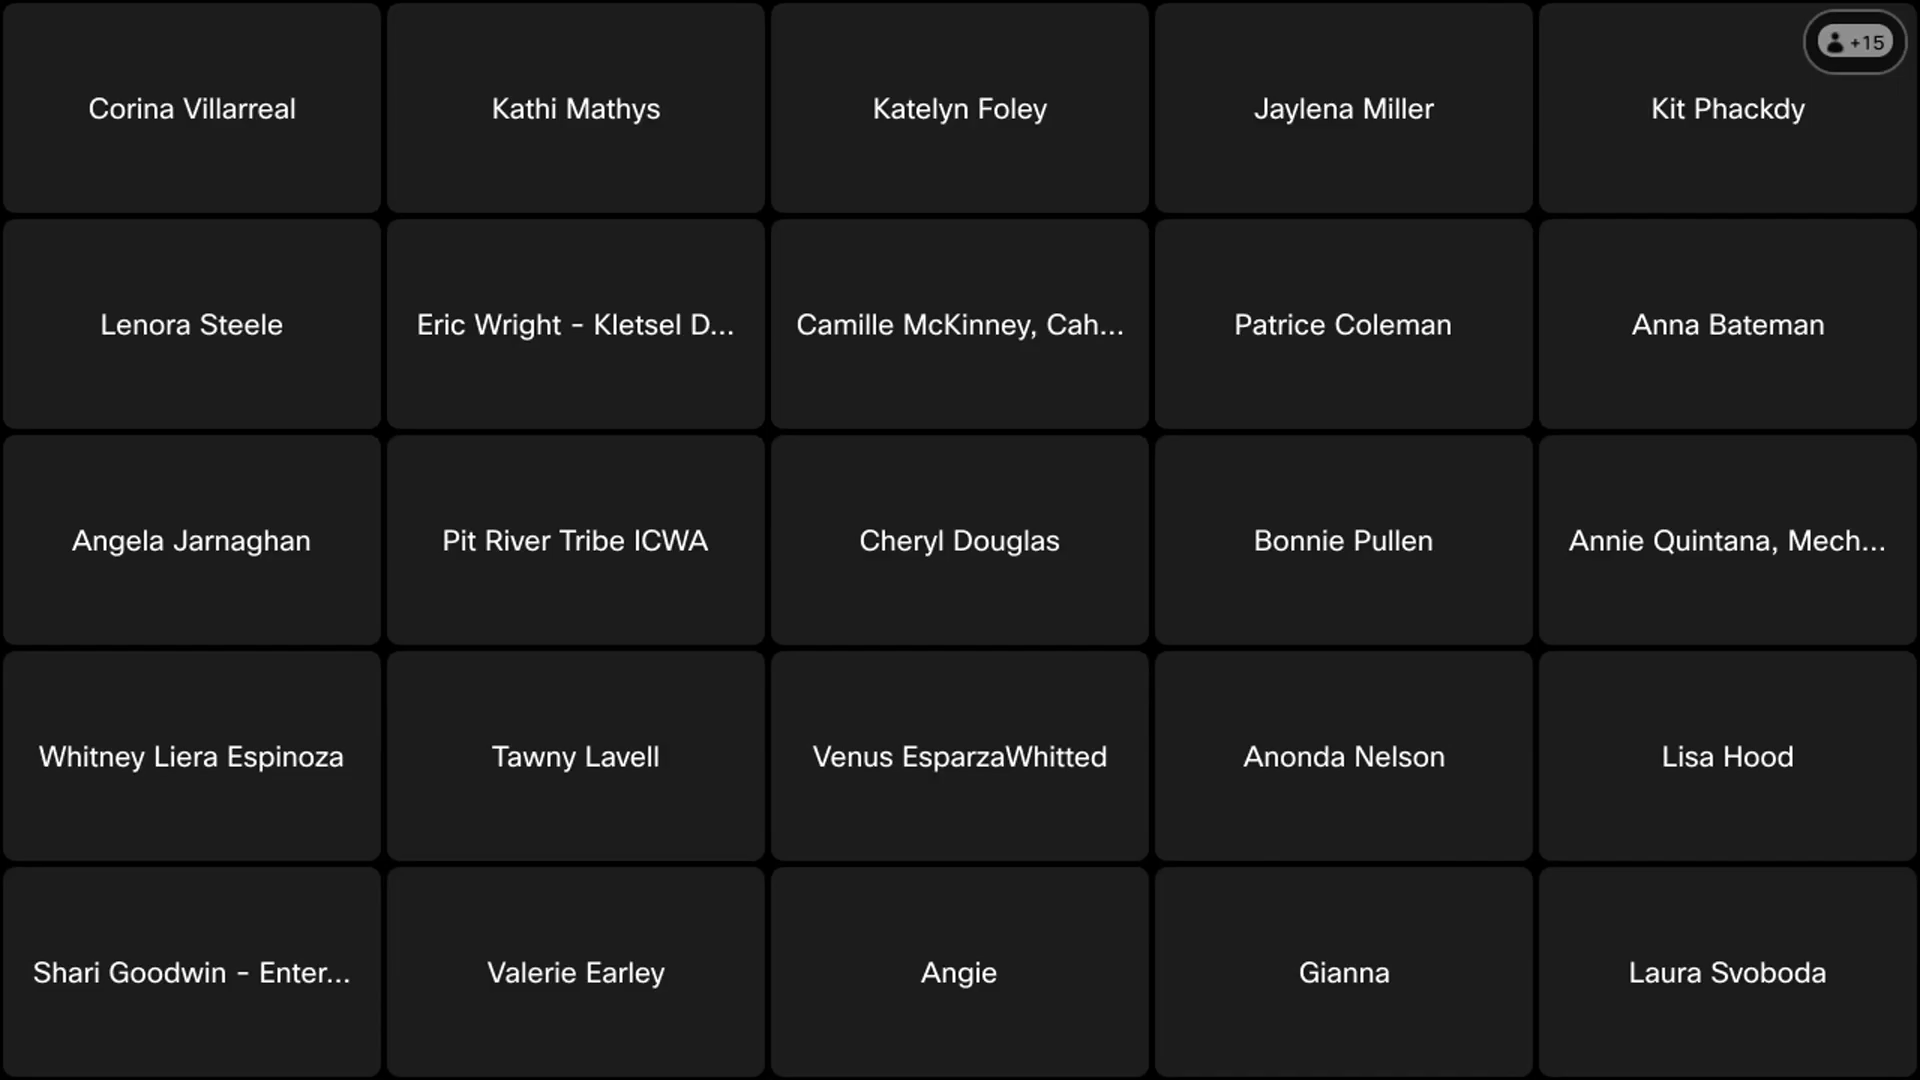 +15
Corina Villarreal
Kathi Mathys
Katelyn Foley
Jaylena Miller
Kit Phackdy
Lenora Steele
Eric Wright - Kletsel D...
Camille McKinney, Cah...
Patrice Coleman
Anna Bateman
Angela Jarnaghan
Pit River Tribe ICWA
Cheryl Douglas
Bonnie Pullen
Annie Quintana, Mech...
Whitney Liera Espinoza
Tawny Lavell
Venus EsparzaWhitted
Anonda Nelson
Lisa Hood
Shari Goodwin - Enter...
Valerie Earley
Angie
Gianna
Laura Svoboda